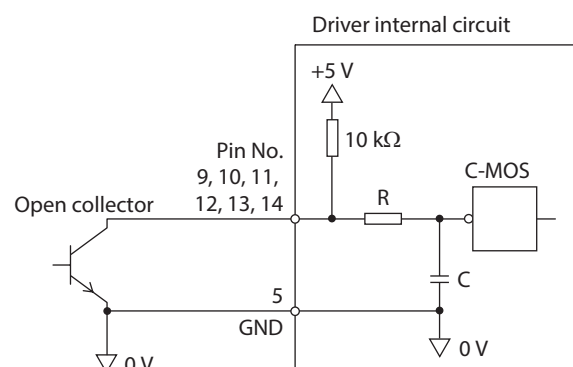 Driver internal circuit
+5 V
10 kΩ
Pin No.
9, 10, 11,
12, 13, 14
C-MOS
R
Open collector
C
5
GND
0 V
0 V